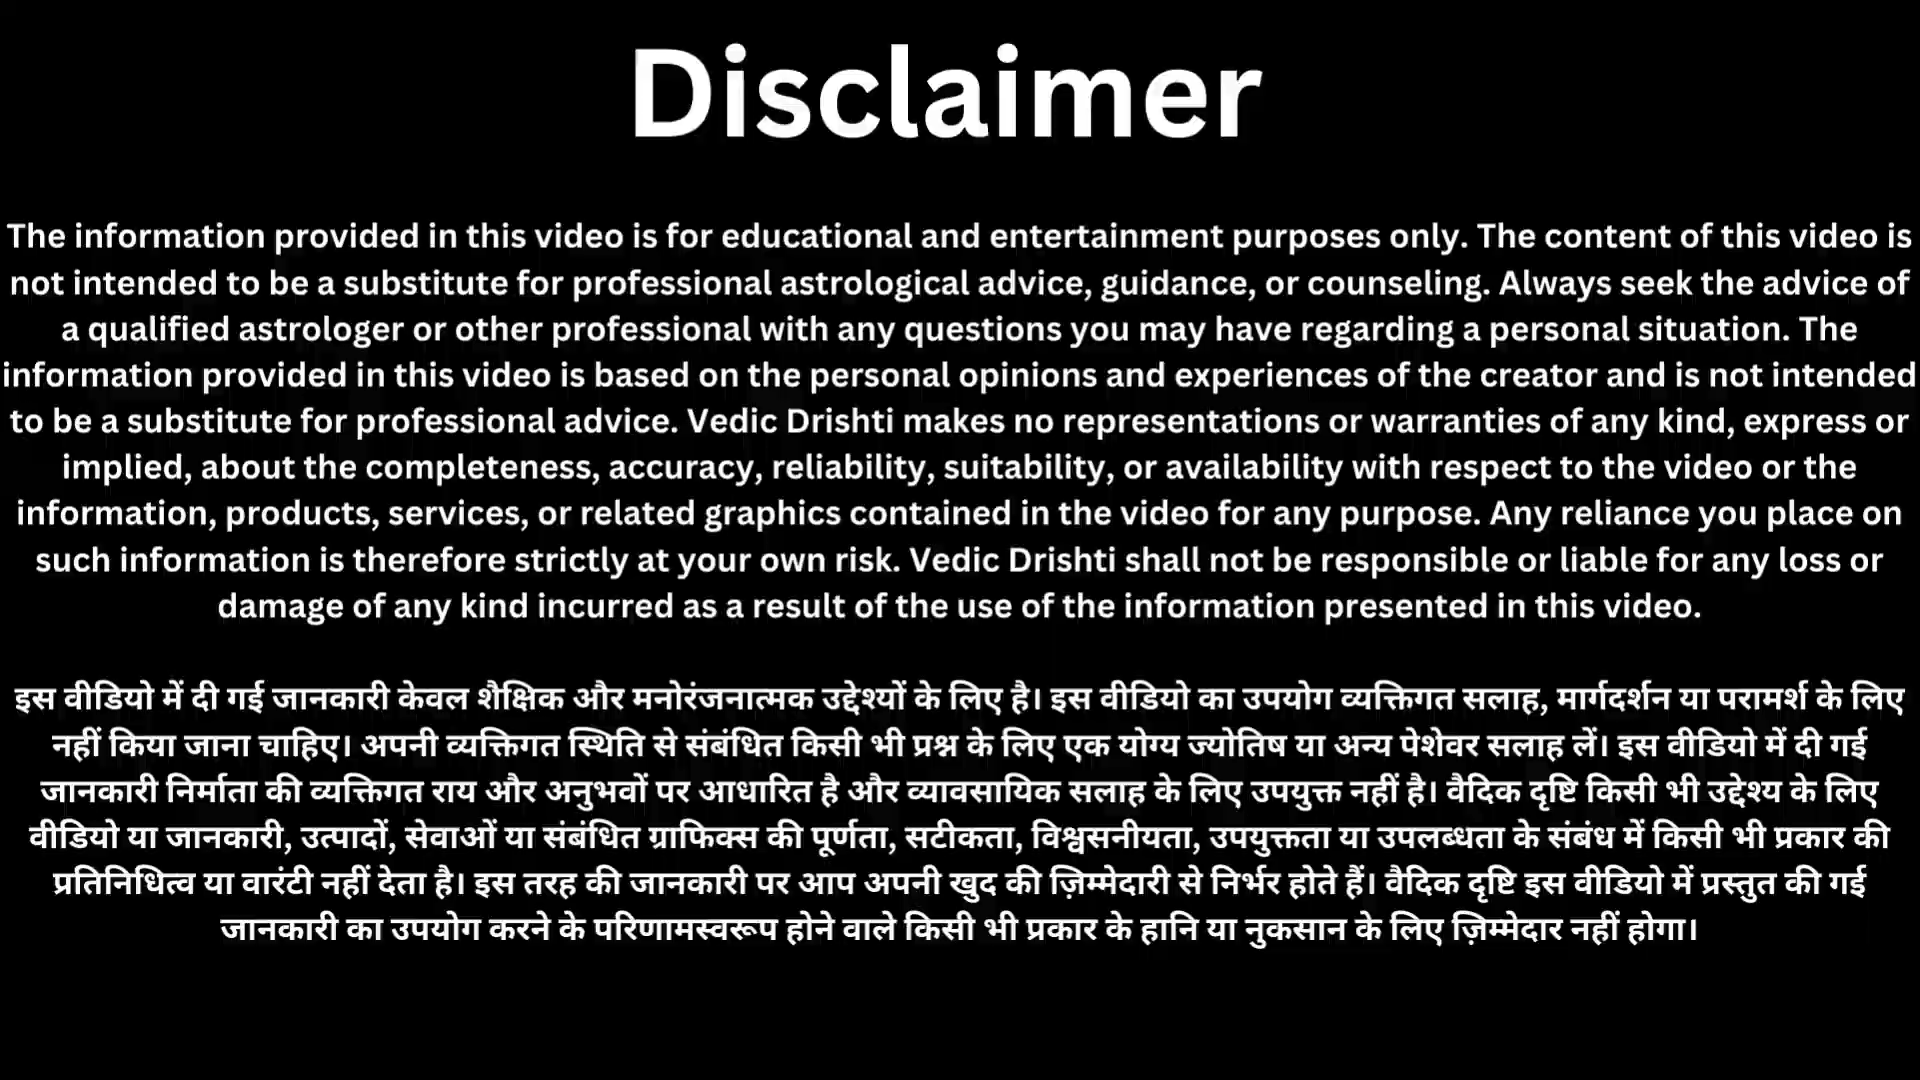 Disclaimer
The information provided in this video is for educational and entertainment purposes only. The content of this video is
not intended to be a substitute for professional astrological advice, guidance, or counseling. Always seek the advice of
a qualified astrologer or other professional with any questions you may have regarding a personal situation. The
information provided in this video is based on the personal opinions and experiences of the creator and is not intended
to be a substitute for professional advice. Vedic Drishti makes no representations or warranties of any kind, express or
implied, about the completeness, accuracy, reliability, suitability, or availability with respect to the video or the
information, products, services, or related graphics contained in the video for any purpose. Any reliance you place on
such information is therefore strictly at your own risk. Vedic Drishti shall not be responsible or liable for any loss or
damage of any kind incurred as a result of the use of the information presented in this video.
इस वीडियो में दी गई जानकारी केवल शैक्षिक और मनोरंजनात्मक उद्देश्यों के लिए है। इस वीडियो का उपयोग व्यक्तिगत सलाह, मार्गदर्शन या परामर्श के लिए
नहीं किया जाना चाहिए। अपनी व्यक्तिगत स्थिति से संबंधित किसी भी प्रश्न के लिए एक योग्य ज्योतिष या अन्य पेशेवर सलाह लें। इस वीडियो में दी गई
जानकारी निर्माता की व्यक्तिगत राय और अनुभवों पर आधारित है और व्यावसायिक सलाह के लिए उपयुक्त नहीं है। वैदिक दृष्टि किसी भी उद्देश्य के लिए
वीडियो या जानकारी, उत्पादों, सेवाओं या संबंधित ग्राफिक्स की पूर्णता, सटीकता, विश्वसनीयता, उपयुक्तता या उपलब्धता के संबंध में किसी भी प्रकार की
प्रतिनिधित्व या वारंटी नहीं देता है। इस तरह की जानकारी पर आप अपनी खुद की ज़िम्मेदारी से निर्भर होते हैं। वैदिक दृष्टि इस वीडियो में प्रस्तुत की गई
जानकारी का उपयोग करने के परिणामस्वरूप होने वाले किसी भी प्रकार के हानि या नुकसान के लिए ज़िम्मेदार नहीं होगा।